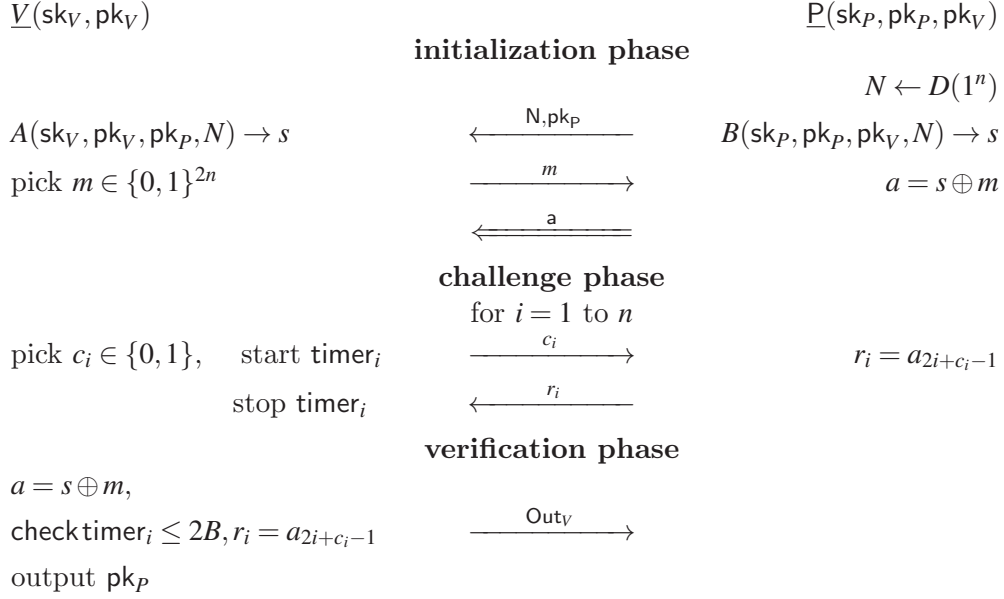 V(sk_V, pk_V) P(sk_P, pk_P, pk_V)
initialization phase
N ← D(1^n)
A(sk_V, pk_V, pk_P, N) → s N,pk_P B(sk_P, pk_P, pk_V, N) → s
pick m ∈ {0, 1}^{2n} m a = s ⊕ m
a
challenge phase
for i = 1 to n
pick c_i ∈ {0, 1}, start timer_i c_i r_i = a_{2i+c_i−1}
stop timer_i r_i
verification phase
a = s ⊕ m,
check timer_i ≤ 2B, r_i = a_{2i+c_i−1} Out_V
output pk_P